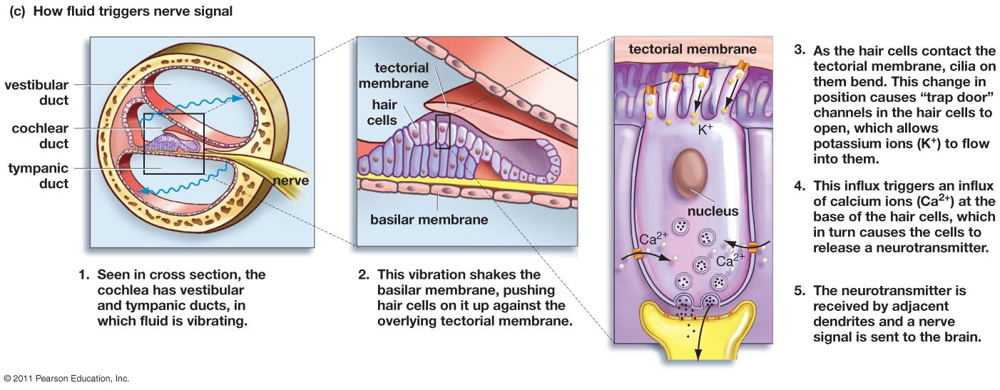 (c) How fluid triggers nerve signal
vestibular
duct
cochlear
duct
tympanic
duct
nerve
1. Seen in cross section, the
cochlea has vestibular
and tympanic ducts, in
which fluid is vibrating.
tectorial
membrane
hair
cells
basilar membrane
2. This vibration shakes the
basilar membrane, pushing
hair cells on it up against the
overlying tectorial membrane.
tectorial membrane
K⁺
nucleus
Ca²⁺
Ca²⁺
3. As the hair cells contact the
tectorial membrane, cilia on
them bend. This change in
position causes “trap door”
channels in the hair cells to
open, which allows
potassium ions (K⁺) to flow
into them.
4. This influx triggers an influx
of calcium ions (Ca²⁺) at the
base of the hair cells, which
in turn causes the cells to
release a neurotransmitter.
5. The neurotransmitter is
received by adjacent
dendrites and a nerve
signal is sent to the brain.
© 2011 Pearson Education, Inc.